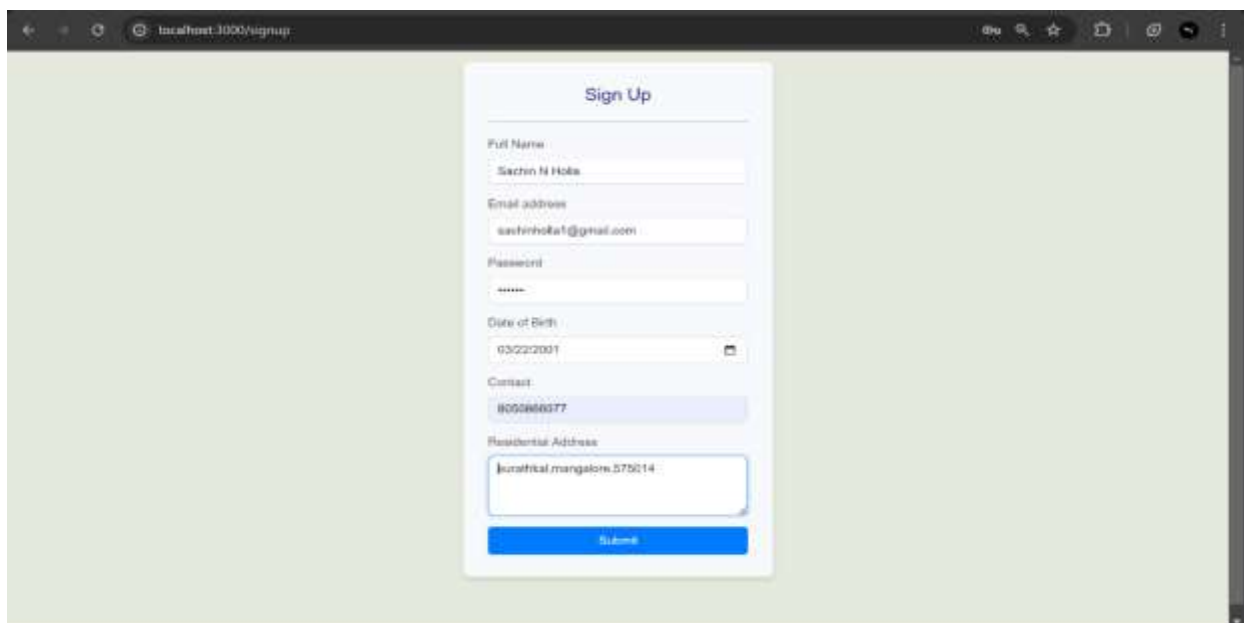 localhost:3000/signup
Sign Up
Full Name
Sachin N Holla
Email address
sachinholla1@gmail.com
Password
••••••
Date of Birth
03/22/2001
Contact
Residential Address
surathkal,mangalore,575014
Submit